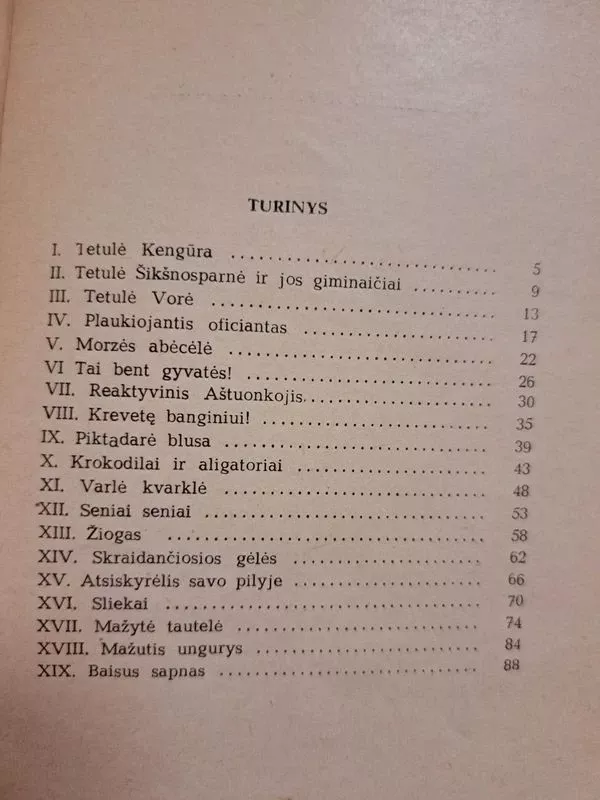 TURINYS
I. Tetulė Kengūra ........................ 5
II. Tetulė Šikšnosparnė ir jos giminaičiai ......... 9
III. Tetulė Vorė ........................ 13
IV. Plaukiojantis oficiantas .................. 17
V. Morzės abėcėlė ........................ 22
VI Tai bent gyvatės! ........................ 26
VII. Reaktyvinis Aštuonkojis .................. 30
VIII. Krevetę banginiui! ..................... 35
IX. Piktadarė blusa ........................ 39
X. Krokodilai ir aligatoriai .................. 43
XI. Varlė kvarklė ........................ 48
XII. Seniai seniai ........................ 53
XIII. Žiogas ........................ 58
XIV. Skraidančiosios gėlės .................. 62
XV. Atsiskyrėlis savo pilyje .................. 66
XVI. Sliekai ........................ 70
XVII. Mažytė tautelė ..................... 74
XVIII. Mažutis ungurys ..................... 84
XIX. Baisus sapnas ........................ 88